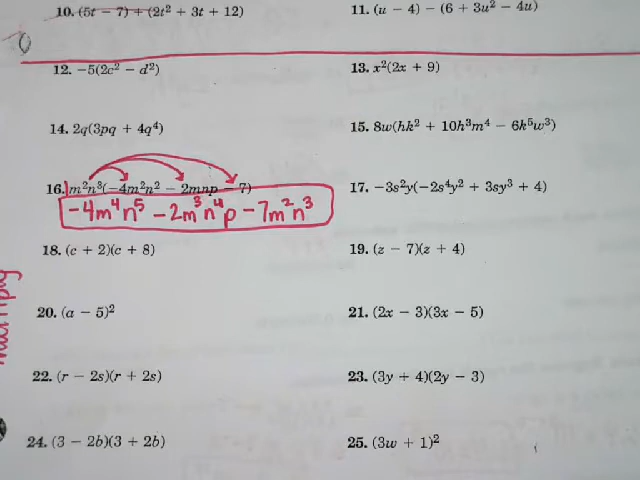 10. (5t − 7) + (2t² + 3t + 12)
11. (u − 4) − (6 + 3u² − 4u)
12. −5(2c² − d²)
13. x²(2x + 9)
14. 2q(3pq + 4q⁴)
15. 8w(hk² + 10h³m⁴ − 6k⁵w³)
16. m²n³(−4m²n² − 2mnp − 7)
−4m⁴n⁵ − 2m³n⁴p − 7m²n³
17. −3s²y(−2s⁴y² + 3sy³ + 4)
18. (c + 2)(c + 8)
19. (z − 7)(z + 4)
multiply
20. (a − 5)²
21. (2x − 3)(3x − 5)
22. (r − 2s)(r + 2s)
23. (3y + 4)(2y − 3)
24. (3 − 2b)(3 + 2b)
25. (3w + 1)²